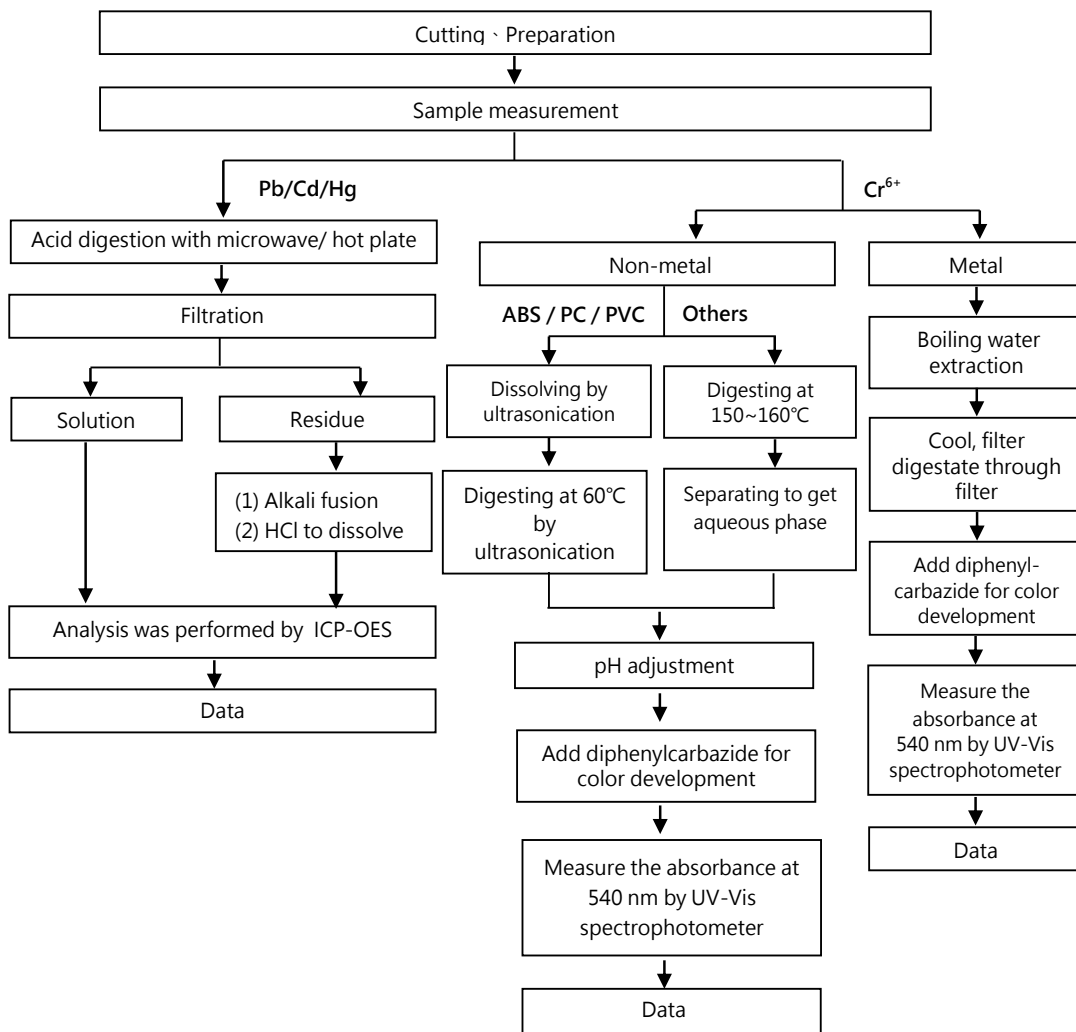 Cutting、Preparation
Sample measurement
Pb/Cd/Hg
Acid digestion with microwave/ hot plate
Filtration
Solution
Residue
(1) Alkali fusion
(2) HCl to dissolve
Analysis was performed by ICP-OES
Data
Cr⁶⁺
Non-metal
ABS / PC / PVC
Others
Dissolving by
ultrasonication
Digesting at 60℃
by
ultrasonication
Digesting at
150~160℃
Separating to get
aqueous phase
pH adjustment
Add diphenylcarbazide for
color development
Measure the absorbance at
540 nm by UV-Vis
spectrophotometer
Data
Metal
Boiling water
extraction
Cool, filter
digestate through
filter
Add diphenyl-
carbazide for color
development
Measure the
absorbance at
540 nm by UV-Vis
spectrophotometer
Data